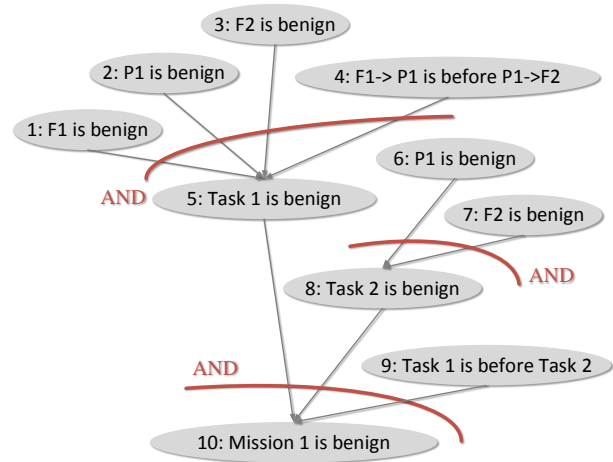 3: F2 is benign
2: P1 is benign
4: F1-> P1 is before P1->F2
1: F1 is benign
6: P1 is benign
AND
5: Task 1 is benign
7: F2 is benign
8: Task 2 is benign
AND
AND
9: Task 1 is before Task 2
10: Mission 1 is benign